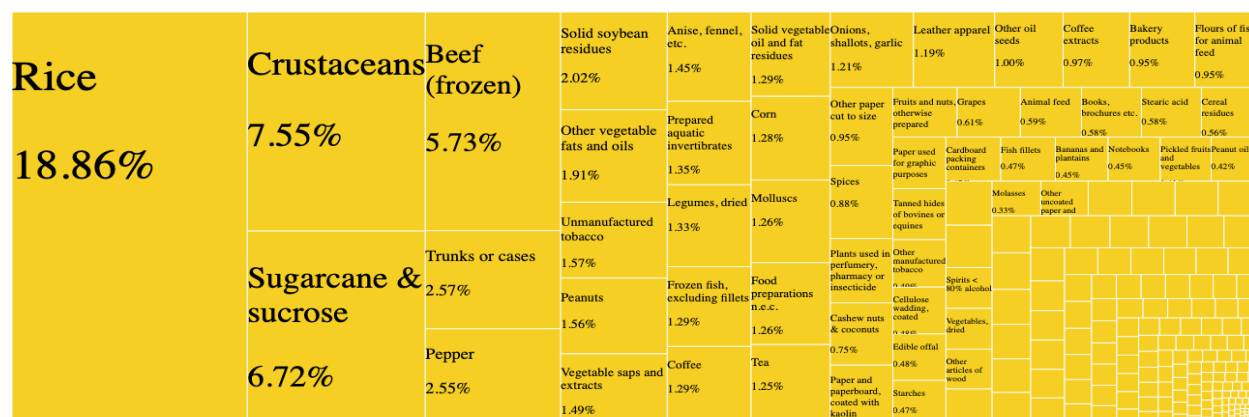 Rice
18.86%
Crustaceans
7.55%
Sugarcane &
sucrose
6.72%
Beef
(frozen)
5.73%
Trunks or cases
2.57%
Pepper
2.55%
Solid soybean
residues
2.02%
Other vegetable
fats and oils
1.91%
Unmanufactured
tobacco
1.57%
Peanuts
1.56%
Vegetable saps and
extracts
1.49%
Anise, fennel,
etc.
1.45%
Prepared
aquatic
invertibrates
1.35%
Legumes, dried
1.33%
Frozen fish,
excluding fillets
1.29%
Coffee
1.29%
Solid vegetable
oil and fat
residues
1.29%
Corn
1.28%
Molluscs
1.26%
Food
preparations
n.e.c.
1.26%
Tea
1.25%
Onions,
shallots, garlic
1.21%
Leather apparel
1.19%
Other oil
seeds
1.00%
Coffee
extracts
0.97%
Bakery
products
0.95%
Flours of fis
for animal
feed
0.95%
Other paper
cut to size
0.95%
Spices
0.88%
Plants used in
perfumery,
pharmacy or
insecticide
Cashew nuts
& coconuts
0.75%
Paper and
paperboard,
coated with
kaolin
Fruits and nuts,
otherwise
prepared
Grapes
0.61%
Animal feed
0.59%
Books,
brochures etc.
0.58%
Stearic acid
0.58%
Cereal
residues
0.56%
Paper used
for graphic
purposes
Tanned hides
of bovines or
equines
Other
manufactured
tobacco
Cellulose
wadding,
coated
Edible offal
0.48%
Starches
0.47%
Cardboard
packing
containers
Fish fillets
0.47%
Bananas and
plantains
0.45%
Notebooks
0.45%
Pickled fruits
and
vegetables
Peanut oil
0.42%
Spirits <
80% alcohol
Vegetables,
dried
Other
articles of
wood
Molasses
0.33%
Other
uncoated
paper and